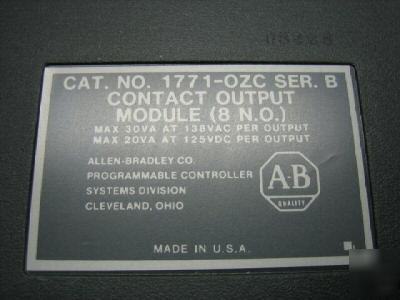 CAT. NO. 1771-OZC SER. B
CONTACT OUTPUT
MODULE (8 N.O.)
MAX 30VA AT 138VAC PER OUTPUT
MAX 20VA AT 125VDC PER OUTPUT
ALLEN-BRADLEY CO.
PROGRAMMABLE CONTROLLER
SYSTEMS DIVISION
CLEVELAND, OHIO
A-B
QUALITY
MADE IN U.S.A.